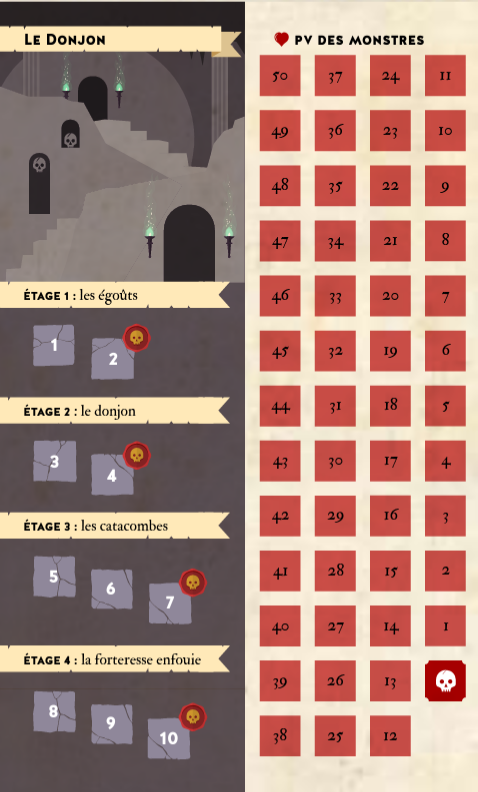 Le Donjon
ÉTAGE 1 : les égoûts
1 2
ÉTAGE 2 : le donjon
3 4
ÉTAGE 3 : les catacombes
5 6 7
ÉTAGE 4 : la forteresse enfouie
8 9 10
PV DES MONSTRES
50 37 24 11
49 36 23 10
48 35 22 9
47 34 21 8
46 33 20 7
45 32 19 6
44 31 18 5
43 30 17 4
42 29 16 3
41 28 15 2
40 27 14 1
39 26 13
38 25 12